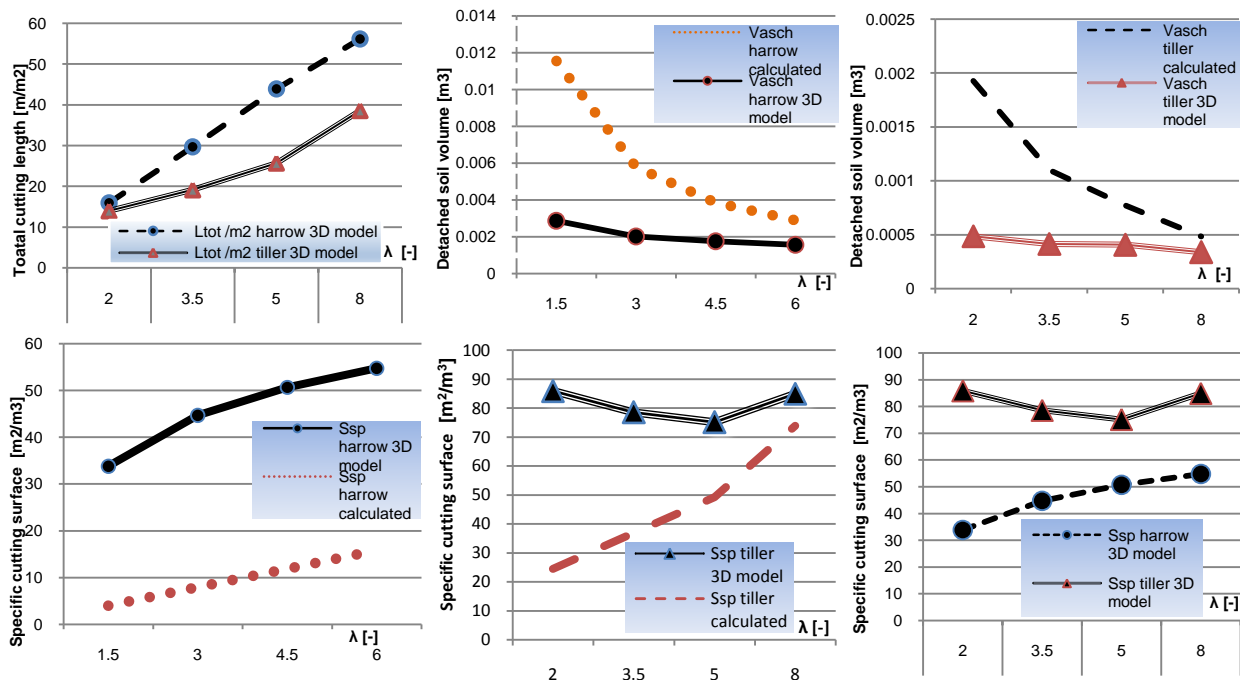 Toatal cutting length [m/m2]
60
50
40
30
20
10
0
Ltot /m2 harrow 3D model
Ltot /m2 tiller 3D model
λ [-]
2 3.5 5 8
Detached soil volume [m3]
0.014
0.012
0.01
0.008
0.006
0.004
0.002
0
Vasch
harrow
calculated
Vasch
harrow 3D
model
λ [-]
1.5 3 4.5 6
Detached soil volume [m3]
0.0025
0.002
0.0015
0.001
0.0005
0
Vasch
tiller
calculated
Vasch
tiller 3D
model
λ [-]
2 3.5 5 8
Specific cutting surface [m2/m3]
60
50
40
30
20
10
0
Ssp
harrow 3D
model
Ssp
harrow
calculated
λ [-]
1.5 3 4.5 6
Specific cutting surface [m²/m³]
100
90
80
70
60
50
40
30
20
10
0
Ssp tiller
3D model
Ssp tiller
calculated
λ [-]
2 3.5 5 8
Specific cutting surface [m2/m3]
100
90
80
70
60
50
40
30
20
10
0
Ssp harrow
3D model
Ssp tiller 3D
model
λ [-]
2 3.5 5 8